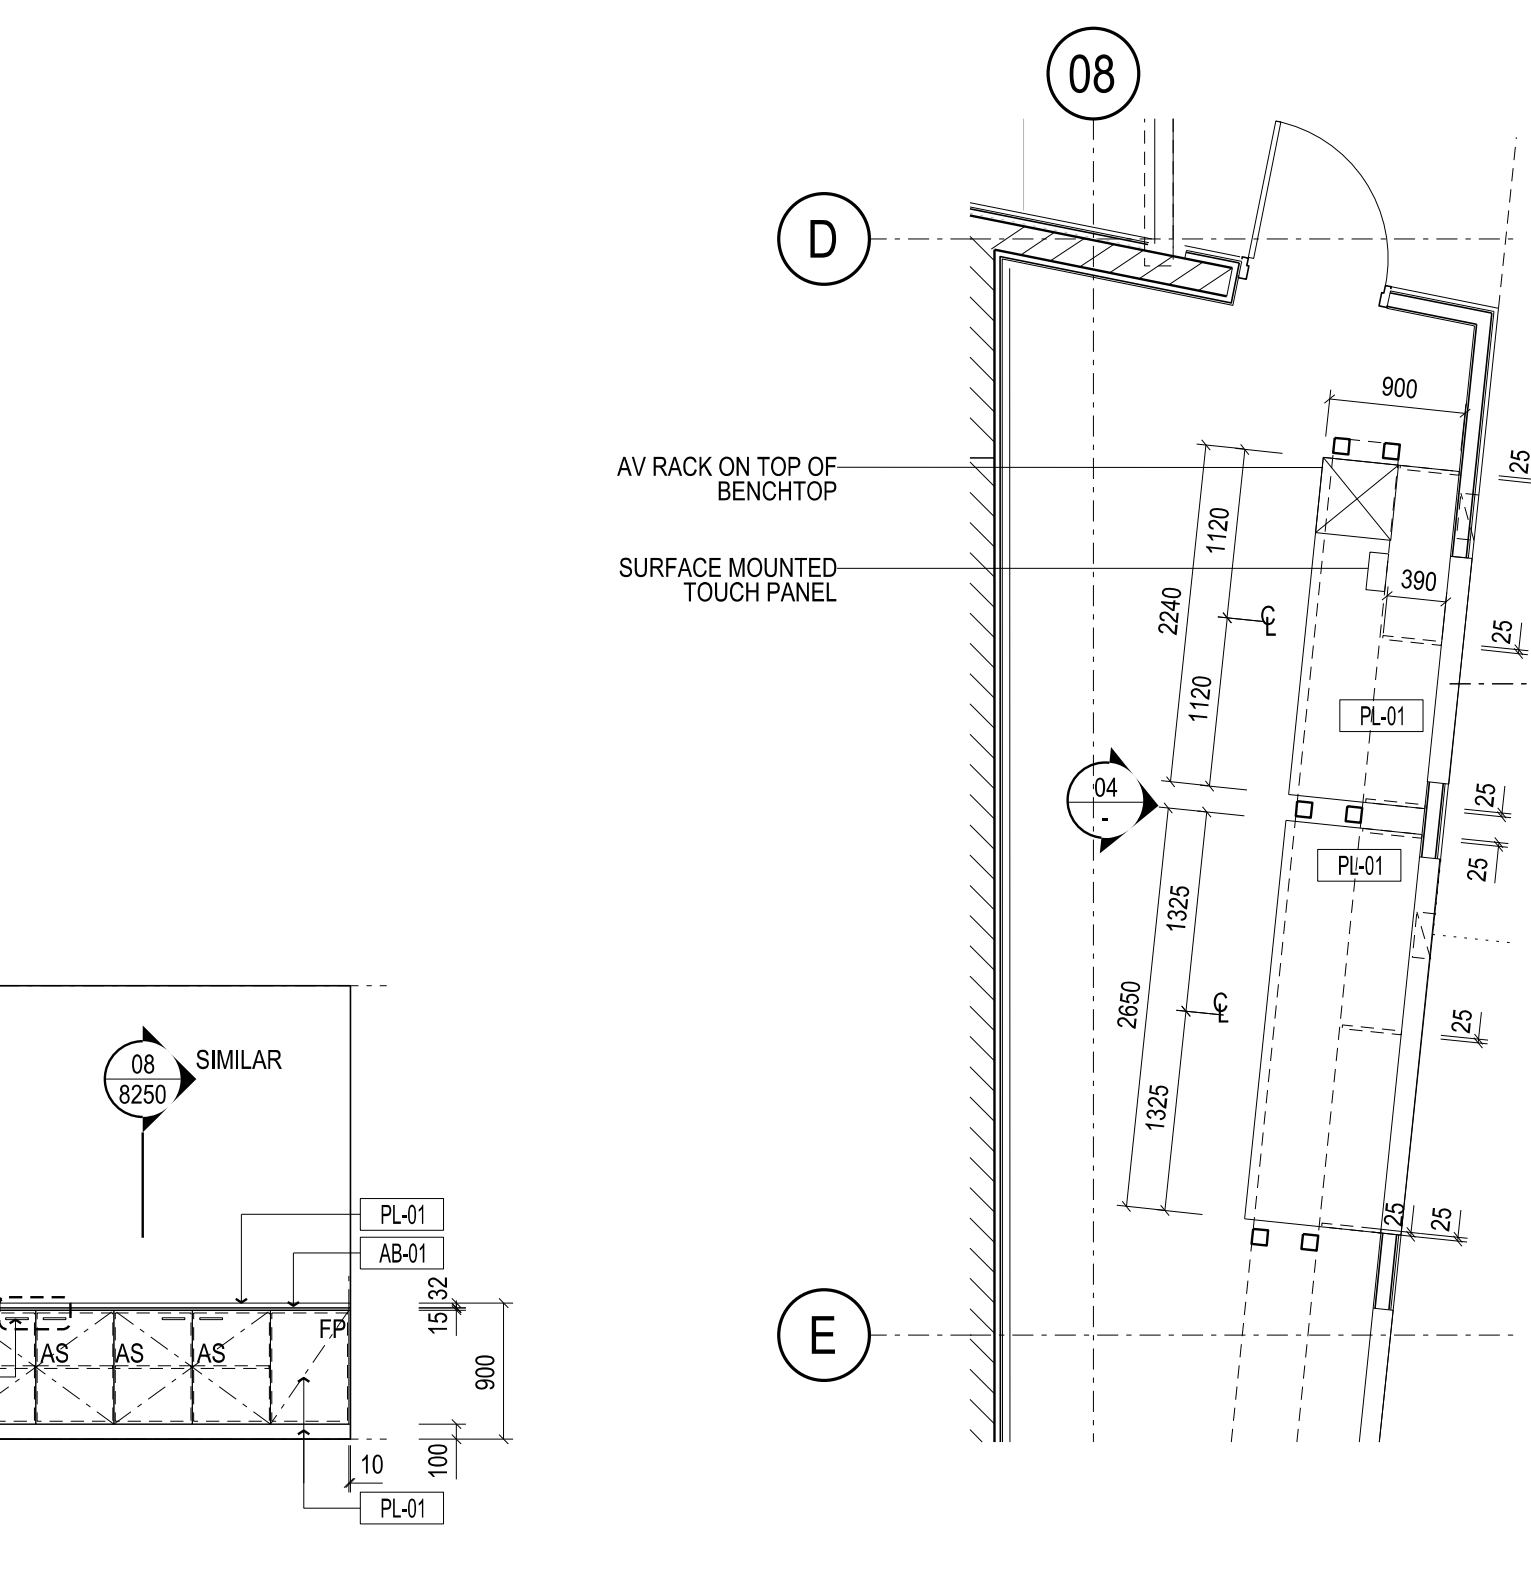 08
D
900
AV RACK ON TOP OF
BENCHTOP
25
1120
SURFACE MOUNTED
TOUCH PANEL
390
2240
℄
25
1120
PL-01
04
-
25
PL-01
25
1325
2650
℄
25
1325
25
25
E
08
8250
SIMILAR
PL-01
AB-01
32
15
FP
AS
AS
AS
900
10
100
PL-01